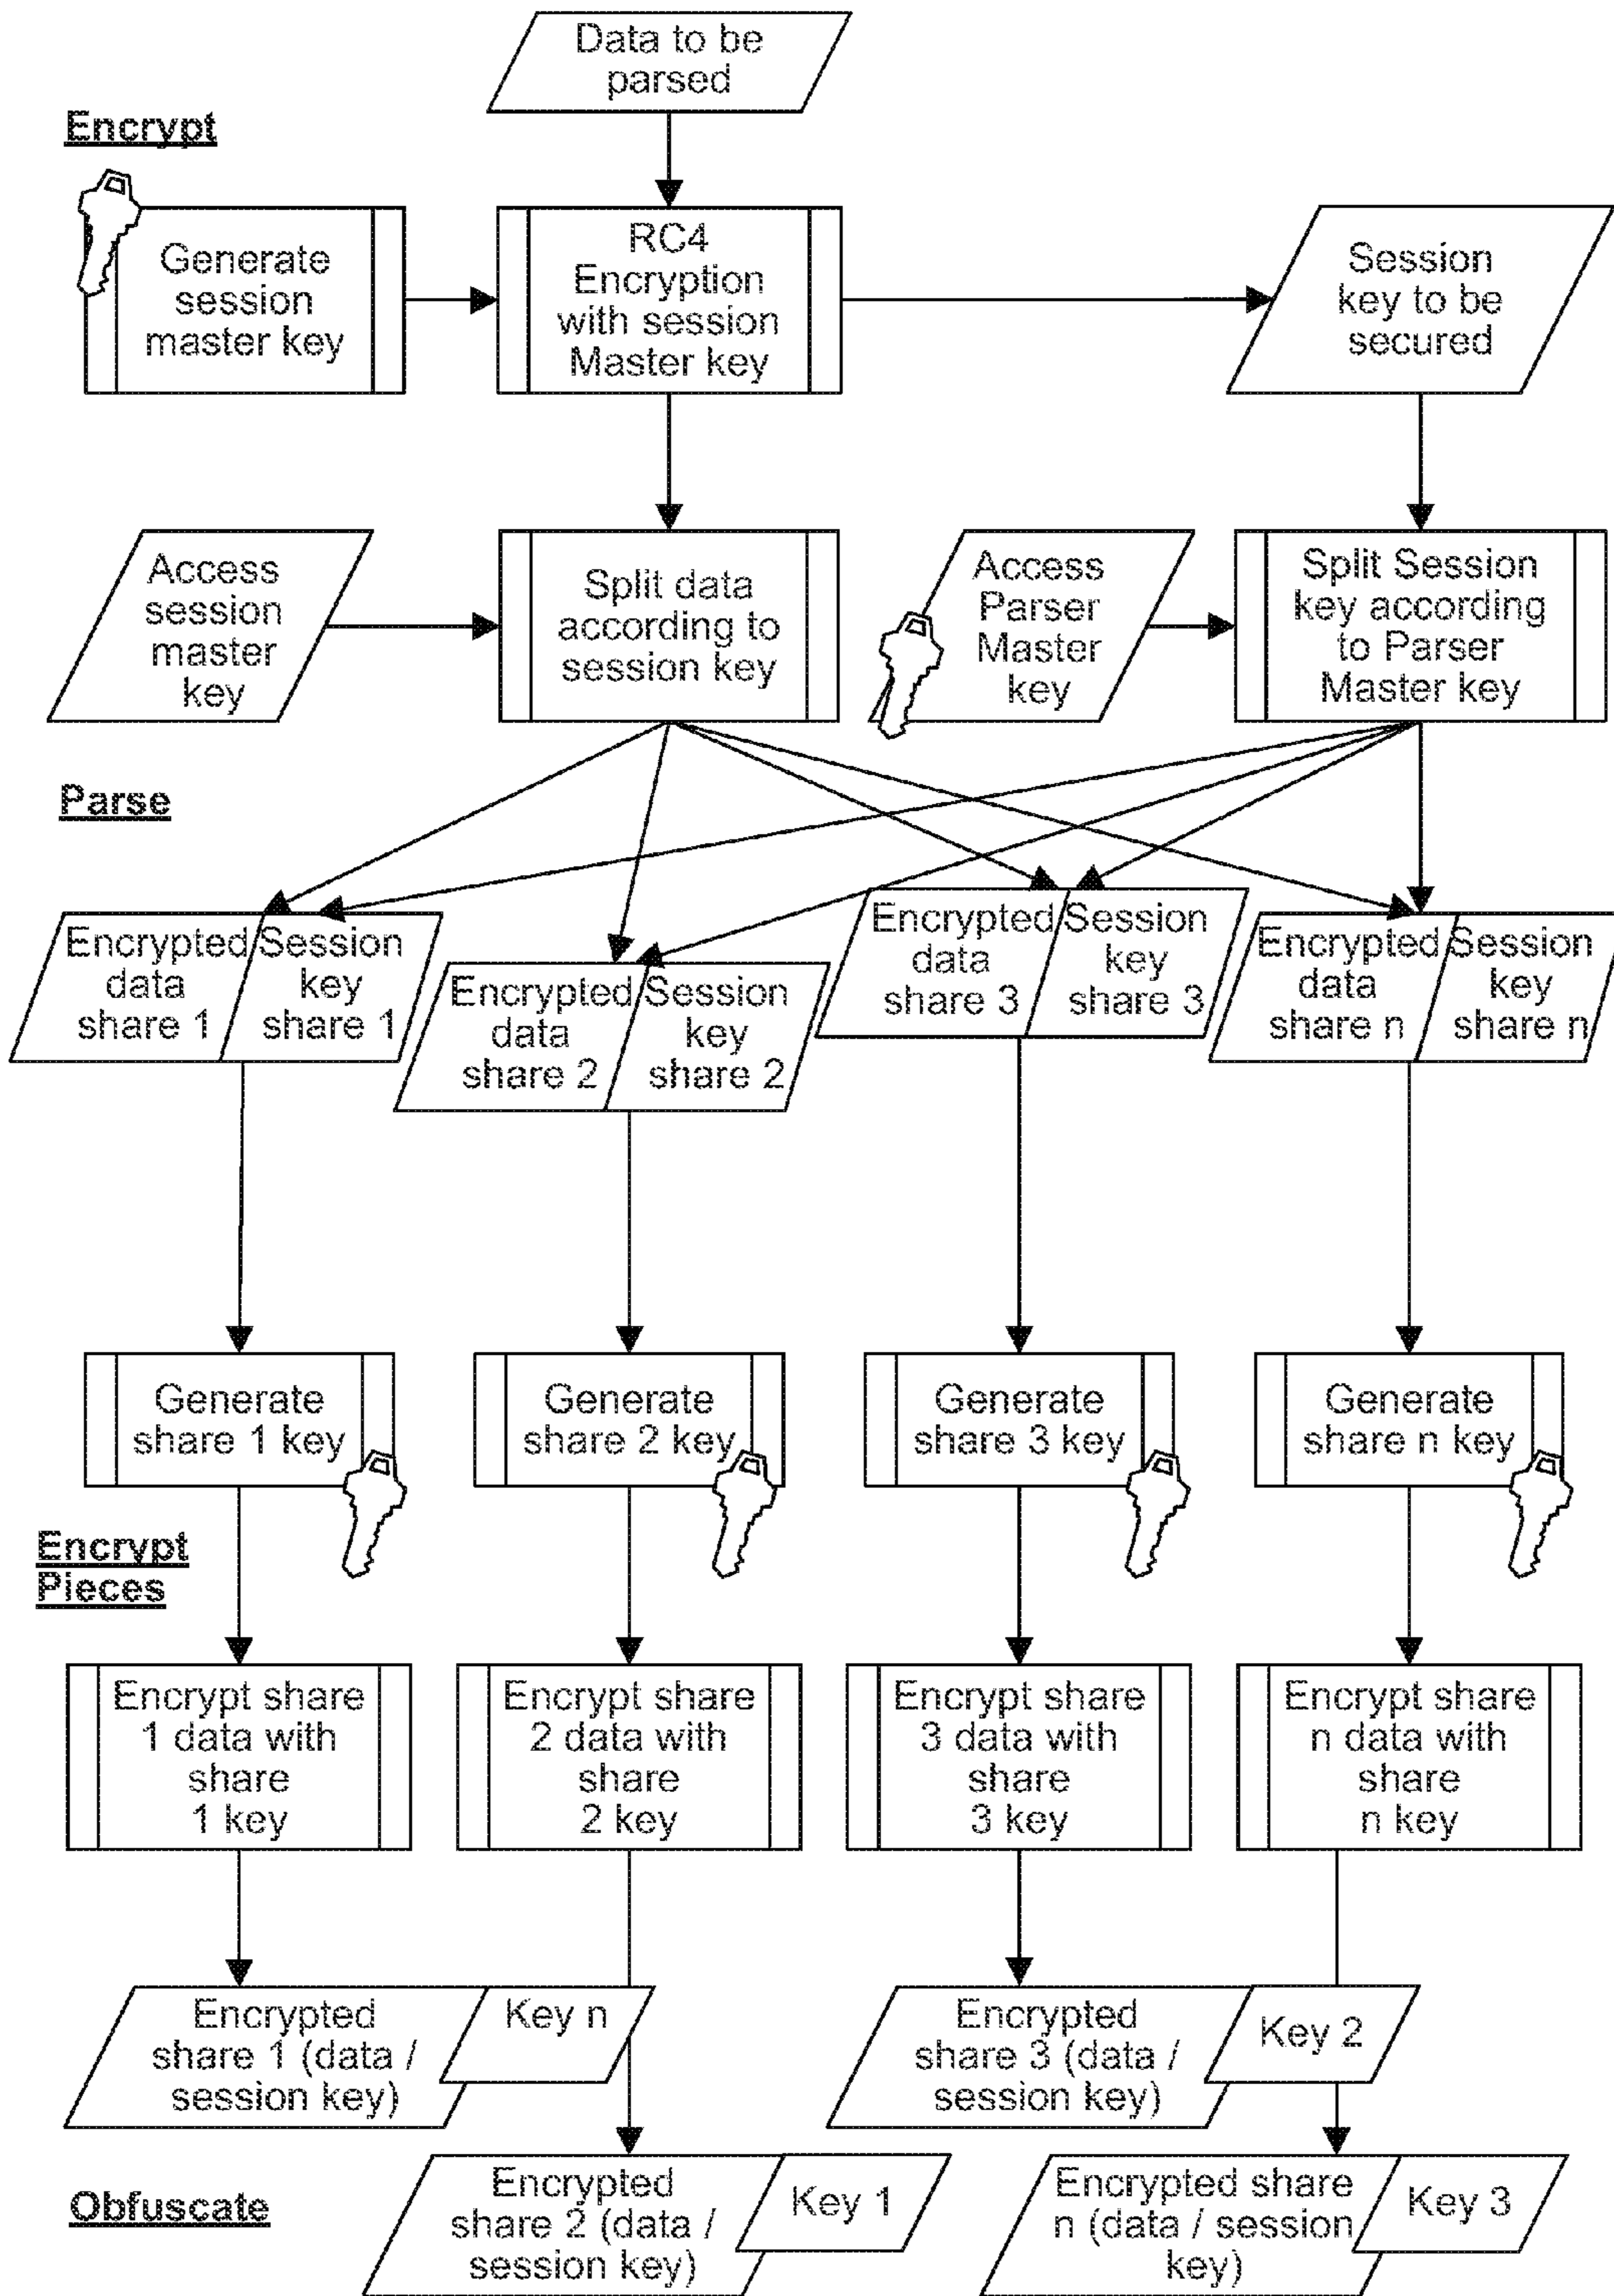 Data to be
parsed
Encrypt
Generate
session
master key
RC4
Encryption
with session
Master key
Session
key to be
secured
Access
session
master
key
Split data
according to
session key
Access
Parser
Master
key
Split Session
key according
to Parser
Master key
Parse
Encrypted
data
share 1
Session
key
share 1
Encrypted
data
share 2
Session
key
share 2
Encrypted
data
share 3
Session
key
share 3
Encrypted
data
share n
Session
key
share n
Generate
share 1 key
Generate
share 2 key
Generate
share 3 key
Generate
share n key
Encrypt
Pieces
Encrypt share
1 data with
share
1 key
Encrypt share
2 data with
share
2 key
Encrypt share
3 data with
share
3 key
Encrypt share
n data with
share
n key
Encrypted
share 1 (data /
session key)
Key n
Encrypted
share 3 (data /
session key)
Key 2
Obfuscate
Encrypted
share 2 (data /
session key)
Key 1
Encrypted share
n (data / session
key)
Key 3